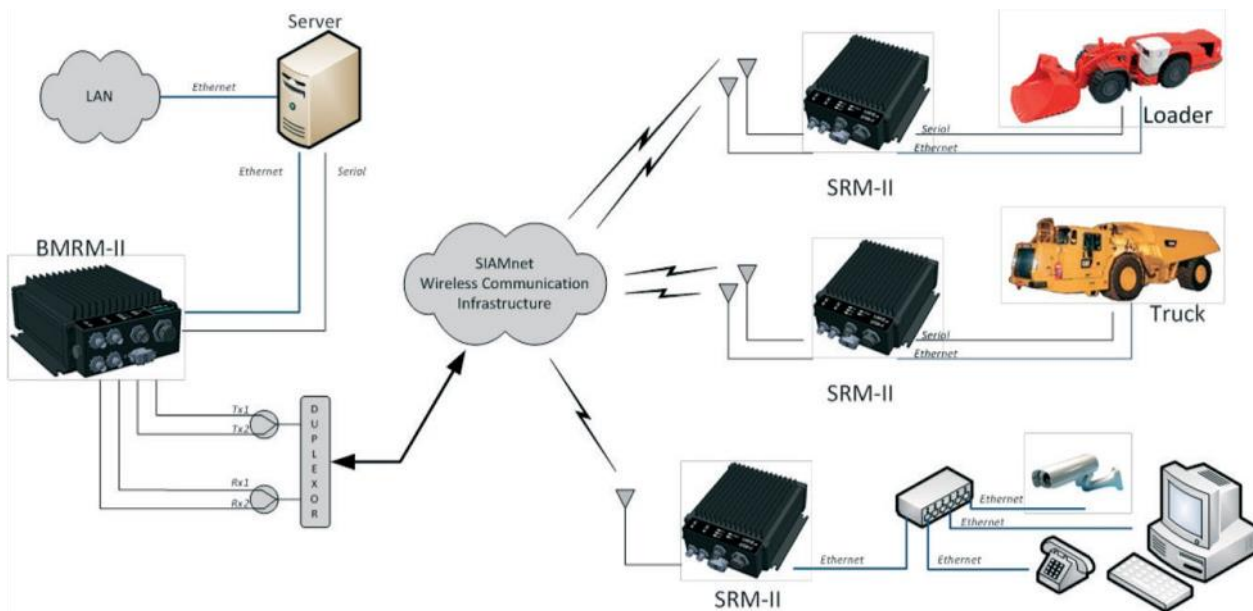 Server
LAN
Ethernet
Ethernet
Serial
BMRM-II
Tx1
Tx2
Rx1
Rx2
DUPLEXOR
SIAMnet
Wireless Communication
Infrastructure
Serial
Ethernet
Loader
SRM-II
Serial
Ethernet
Truck
SRM-II
Ethernet
Ethernet
Ethernet
Ethernet
SRM-II